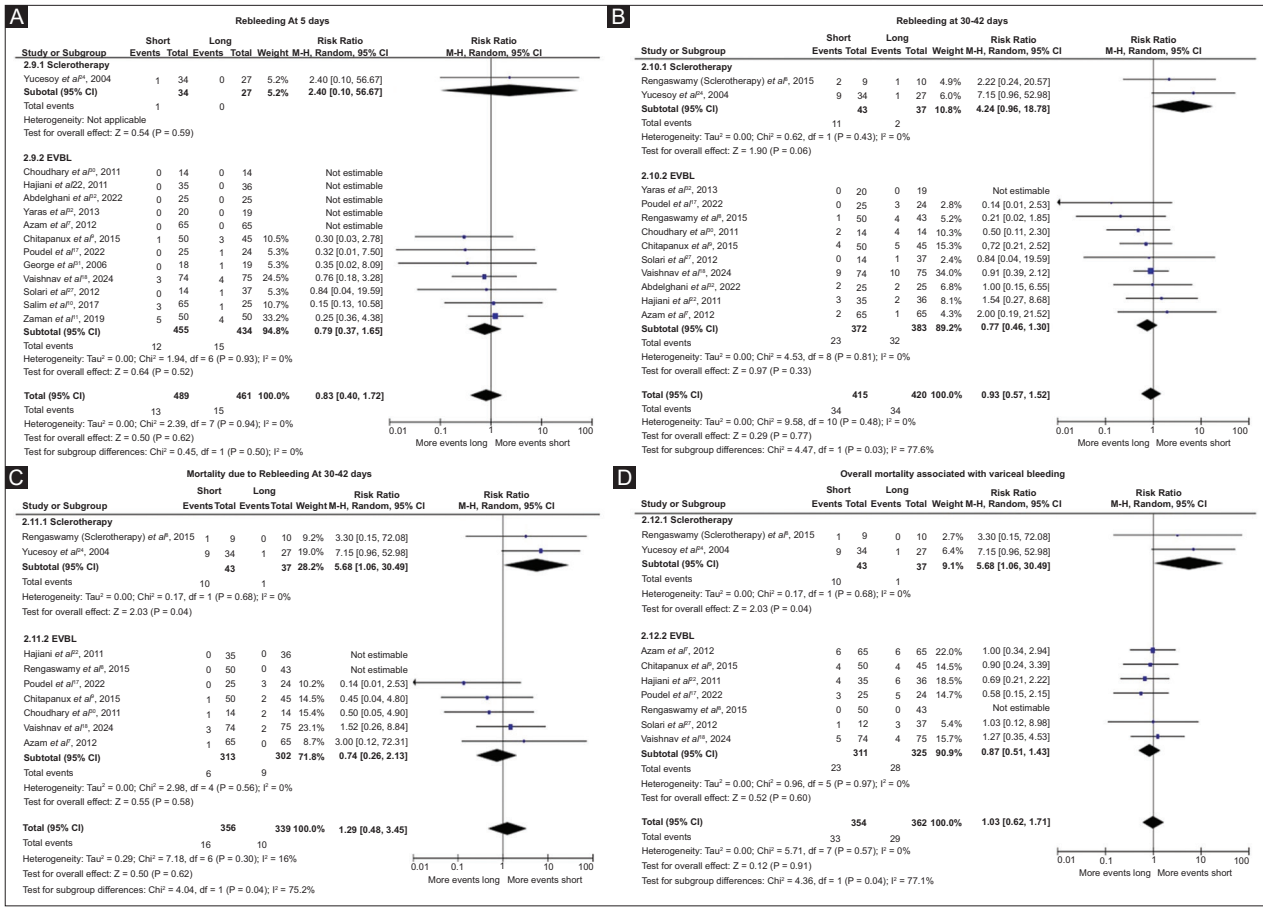 A
Rebleeding At 5 days
Short Long Risk Ratio Risk Ratio
Study or Subgroup Events Total Events Total Weight M-H, Random, 95% CI M-H, Random, 95% CI
2.9.1 Sclerotherapy
Yucesoy et al²⁴, 2004 1 34 0 27 5.2% 2.40 [0.10, 56.67]
Subotal (95% CI) 34 27 5.2% 2.40 [0.10, 56.67]
Total events 1 0
Heterogeneity: Not applicable
Test for overall effect: Z = 0.54 (P = 0.59)
2.9.2 EVBL
Choudhary et al²⁰, 2011 0 14 0 14 Not estimable
Hajiani et al22, 2011 0 35 0 36 Not estimable
Abdelghani et al³², 2022 0 25 0 25 Not estimable
Yaras et al³², 2013 0 20 0 19 Not estimable
Azam et al⁷, 2012 0 65 0 65 Not estimable
Chitapanux et al⁹, 2015 1 50 3 45 10.5% 0.30 [0.03, 2.78]
Poudel et al¹⁷, 2022 0 25 1 24 5.3% 0.32 (0.01, 7.50]
George et al³¹, 2006 0 18 1 19 5.3% 0.35 [0.02, 8.09]
Vaishnav et al¹⁸, 2024 3 74 4 75 24.5% 0.76 [0.18, 3.28]
Solari et al²⁷, 2012 0 14 1 37 5.3% 0.84 [0.04, 19.59]
Salim et al¹⁰, 2017 3 65 1 25 10.7% 0.15 [0.13, 10.58]
Zaman et al¹¹, 2019 5 50 4 50 33.2% 0.25 [0.36, 4.38]
Subtotal (95% CI) 455 434 94.8% 0.79 [0.37, 1.65]
Total events 12 15
Heterogeneity: Tau² = 0.00; Chi² = 1.94, df = 6 (P = 0.93); I² = 0%
Test for overall effect: Z = 0.64 (P = 0.52)
Total (95% CI) 489 461 100.0% 0.83 [0.40, 1.72]
Total events 13 15
Heterogeneity: Tau² = 0.00; Chi² = 2.39, df = 7 (P = 0.94); I² = 0%
Test for overall effect: Z = 0.50 (P = 0.62)
Test for subgroup differences: Chi² = 0.45, df = 1 (P = 0.50); I² = 0%
0.01 0.1 1 10 100
More events long More events short
B
Rebleeding at 30-42 days
Short Long Risk Ratio Risk Ratio
Study or Subgroup Events Total Events Total Weight M-H, Random, 95% CI M-H, Random, 95% CI
2.10.1 Sclerotherapy
Rengaswamy (Sclerotherapy) et al⁸, 2015 2 9 1 10 4.9% 2.22 [0.24, 20.57]
Yucesoy et al²⁴, 2004 9 34 1 27 6.0% 7.15 [0.96, 52.98]
Subtotal (95% CI) 43 37 10.8% 4.24 [0.96, 18.78]
Total events 11 2
Heterogeneity: Tau² = 0.00; Chi² = 0.62, df = 1 (P = 0.43); I² = 0%
Test for overall effect: Z = 1.90 (P = 0.06)
2.10.2 EVBL
Yaras et al³², 2013 0 20 0 19 Not estimable
Poudel et al¹⁷, 2022 0 25 3 24 3.6% 0.14 [0.01, 2.53]
Rengaswamy et al⁸, 2015 1 50 4 43 5.2% 0.21 [0.02, 1.85]
Choudhary et al²⁰, 2011 2 14 4 14 10.3% 0.50 [0.11, 2.30]
Chitapanux et al⁹, 2015 4 50 5 45 15.3% 0,72 [0.21, 2.52]
Solari et al²⁷, 2012 0 14 1 37 2.4% 0.84 [0.04, 19.59]
Vaishnav et al¹⁸, 2024 9 74 10 75 34.0% 0.91 [0.39, 2.12]
Abdelghani et al³², 2022 2 25 2 25 6.8% 1.00 [0.15, 6.55]
Hajiani et al²², 2011 3 35 2 36 8.1% 1.54 [0.27, 8.68]
Azam et al⁷, 2012 2 65 1 65 4.4% 2.00 [0.19, 21.52]
Subtotal (95% CI) 372 383 89.2% 0.77 [0.46, 1.30]
Total events 23 32
Heterogeneity: Tau² = 0.00; Chi² = 4.53, df = 8 (P = 0.81); I² = 0%
Test for overall effect: Z = 0.97 (P = 0.33)
Total (95% CI) 415 420 100.0% 0.93 [0.57, 1.52]
Total events 34 34
Heterogeneity: Tau² = 0.00; Chi² = 9.58, df = 10 (P = 0.48); I² = 0%
Test for overall effect: Z = 0.29 (P = 0.77)
Test for subgroup differences: Chi² = 4.47, df = 1 (P = 0.03); I² = 77.6%
0.01 0.1 1 10 100
More events long More events short
C
Mortality due to Rebleeding At 30-42 days
Short Long Risk Ratio Risk Ratio
Study or Subgroup Events Total Events Total Weight M-H, Random, 95% CI M-H, Random, 95% CI
2.11.1 Sclerotherapy
Rengaswamy (Sclerotherapy) et al⁸, 2015 1 9 0 10 9.2% 3.30 [0.15, 72.08]
Yucesoy et al²⁴, 2004 9 34 1 27 19.0% 7.15 [0.96, 52.98]
Subtotal (95% CI) 43 37 28.2% 5.68 [1.06, 30.49]
Total events 10 1
Heterogeneity: Tau² = 0.00; Chi² = 0.17, df = 1 (P = 0.68); I² = 0%
Test for overall effect: Z = 2.03 (P = 0.04)
2.11.2 EVBL
Hajiani et al²², 2011 0 35 0 36 Not estimable
Rengaswamy et al⁸, 2015 0 50 0 43 Not estimable
Poudel et al¹⁷, 2022 0 25 3 24 10.2% 0.14 [0.01, 2.53]
Chitapanux et al⁹, 2015 1 50 2 45 14.5% 0.45 [0.04, 4.80]
Choudhary et al²⁰, 2011 1 14 2 14 15.4% 0.50 [0.05, 4.90]
Vaishnav et al¹⁸, 2024 3 74 2 75 23.1% 1.52 [0.26, 8.84]
Azam et al⁷, 2012 1 65 0 65 8.7% 3.00 [0.12, 72.31]
Subtotal (95% CI) 313 302 71.8% 0.74 [0.26, 2.13]
Total events 6 9
Heterogeneity: Tau² = 0.00; Chi² = 2.98, df = 4 (P = 0.56); I² = 0%
Test for overall effect: Z = 0.55 (P = 0.58)
Total (95% CI) 356 339 100.0% 1.29 [0.48, 3.45]
Total events 16 10
Heterogeneity: Tau² = 0.29; Chi² = 7.18, df = 6 (P = 0.30); I² = 16%
Test for overall effect: Z = 0.50 (P = 0.62)
Test for subgroup differences: Chi² = 4.04, df = 1 (P = 0.04); I² = 75.2%
0.01 0.1 1 10 100
More events long More events short
D
Overall mortality associated with variceal bleeding
Short Long Risk Ratio Risk Ratio
Study or Subgroup Events Total Events Total Weight M-H, Random, 95% CI M-H, Random, 95% CI
2.12.1 Sclerotherapy
Rengaswamy (Sclerotherapy) et al⁸, 2015 1 9 0 10 2.7% 3.30 [0.15, 72.08]
Yucesoy et al²⁴, 2004 9 34 1 27 6.4% 7.15 [0.96, 52.98]
Subtotal (95% CI) 43 37 9.1% 5.68 [1.06, 30.49]
Total events 10 1
Heterogeneity: Tau² = 0.00; Chi² = 0.17, df = 1 (P = 0.68); I² = 0%
Test for overall effect: Z = 2.03 (P = 0.04)
2.12.2 EVBL
Azam et al⁷, 2012 6 65 6 65 22.0% 1.00 [0.34, 2.94]
Chitapanux et al⁹, 2015 4 50 4 45 14.5% 0.90 [0.24, 3.39]
Hajiani et al²², 2011 4 35 6 36 18.5% 0.69 [0.21, 2.22]
Poudel et al¹⁷, 2022 3 25 5 24 14.7% 0.58 [0.15, 2.15]
Rengaswamy et al⁸, 2015 0 50 0 43 Not estimable
Solari et al²⁷, 2012 1 12 3 37 5.4% 1.03 [0.12, 8.98]
Vaishnav et al¹⁸, 2024 5 74 4 75 15.7% 1.27 [0.35, 4.53]
Subtotal (95% CI) 311 325 90.9% 0.87 [0.51, 1.43]
Total events 23 28
Heterogeneity: Tau² = 0.00; Chi² = 0.96, df = 5 (P = 0.97); I² = 0%
Test for overall effect: Z = 0.52 (P = 0.60)
Total (95% CI) 354 362 100.0% 1.03 [0.62, 1.71]
Total events 33 29
Heterogeneity: Tau² = 0.00; Chi² = 5.71, df = 7 (P = 0.57); I² = 0%
Test for overall effect: Z = 0.12 (P = 0.91)
Test for subgroup differences: Chi² = 4.36, df = 1 (P = 0.04); I² = 77.1%
0.01 0.1 1 10 100
More events long More events short